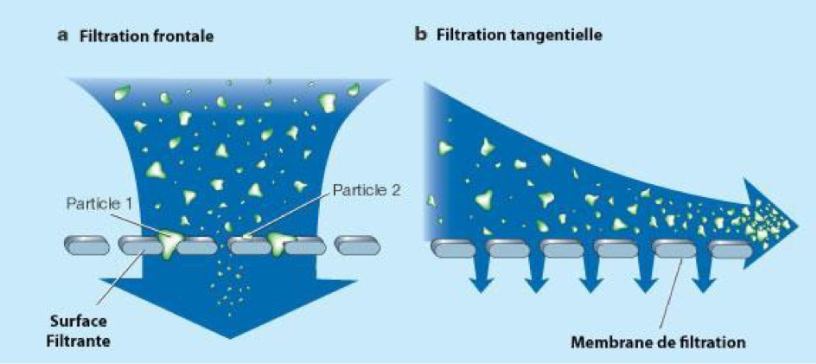 a Filtration frontale
b Filtration tangentielle
Particle 1
Particle 2
Surface
Filtrante
Membrane de filtration